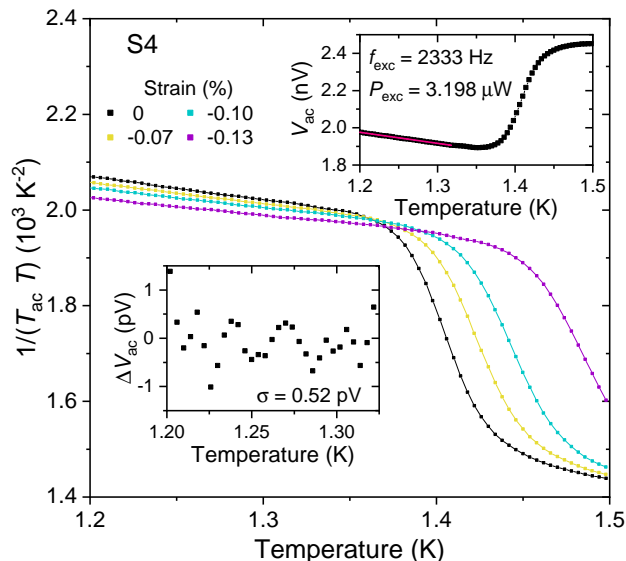 S4
Strain (%)
0
-0.07
-0.10
-0.13
1/(T_ac T) (10³ K⁻²)
2.4
2.2
2.0
1.8
1.6
1.4
1.2 1.3 1.4 1.5
Temperature (K)
f_exc = 2333 Hz
P_exc = 3.198 μW
V_ac (nV)
2.4
2.2
2.0
1.8
1.2 1.3 1.4 1.5
Temperature (K)
ΔV_ac (pV)
1
0
-1
σ = 0.52 pV
1.20 1.25 1.30
Temperature (K)